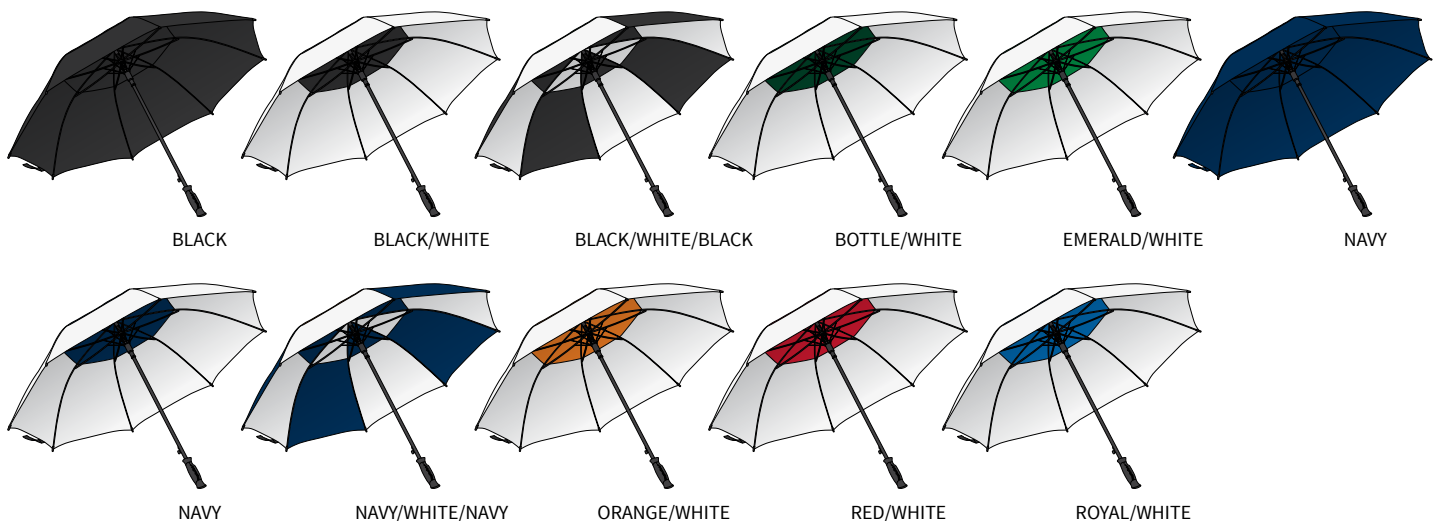 BLACK
BLACK/WHITE
BLACK/WHITE/BLACK
BOTTLE/WHITE
EMERALD/WHITE
NAVY
NAVY
NAVY/WHITE/NAVY
ORANGE/WHITE
RED/WHITE
ROYAL/WHITE